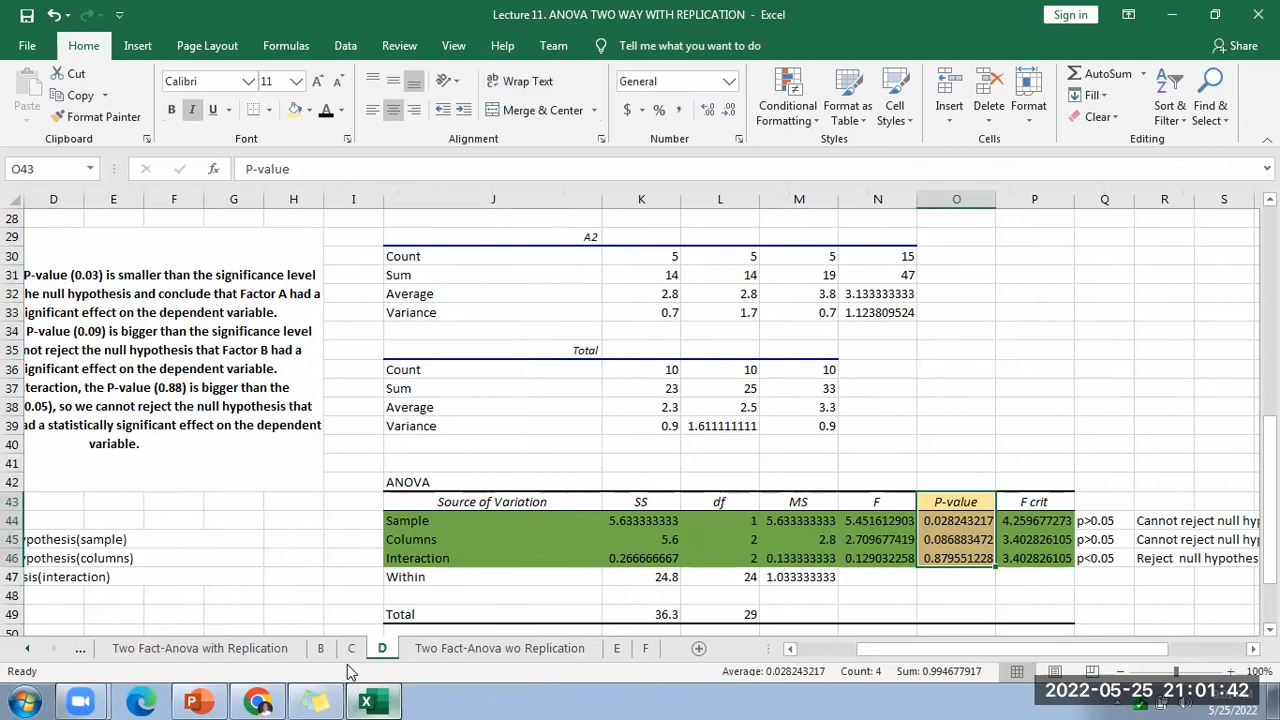 Lecture 11. ANOVA TWO WAY WITH REPLICATION - Excel
Sign in
File Home Insert Page Layout Formulas Data Review View Help Team Tell me what you want to do Share
Paste
Cut
Copy
Format Painter
Clipboard
Calibri 11
B I U
Font
Wrap Text
Merge & Center
Alignment
General
$ % ,
Number
Conditional Formatting
Format as Table
Cell Styles
Styles
Insert Delete Format
Cells
AutoSum
Fill
Clear
Sort & Filter
Find & Select
Editing
O43 fx P-value
D E F G H I J K L M N O P Q R S
28
29 A2
30 Count 5 5 5 15
31 P-value (0.03) is smaller than the significance level Sum 14 14 19 47
32 he null hypothesis and conclude that Factor A had a Average 2.8 2.8 3.8 3.133333333
33 ignificant effect on the dependent variable. Variance 0.7 1.7 0.7 1.123809524
34 P-value (0.09) is bigger than the significance level
35 not reject the null hypothesis that Factor B had a Total
36 ignificant effect on the dependent variable. Count 10 10 10
37 teraction, the P-value (0.88) is bigger than the Sum 23 25 33
38 0.05), so we cannot reject the null hypothesis that Average 2.3 2.5 3.3
39 ad a statistically significant effect on the dependent Variance 0.9 1.611111111 0.9
40 variable.
41
42 ANOVA
43 Source of Variation SS df MS F P-value F crit
44 Sample 5.633333333 1 5.633333333 5.451612903 0.028243217 4.259677273 p>0.05 Cannot reject null hyp
45 ypothesis(sample) Columns 5.6 2 2.8 2.709677419 0.086883472 3.402826105 p>0.05 Cannot reject null hyp
46 ypothesis(columns) Interaction 0.266666667 2 0.133333333 0.129032258 0.879551228 3.402826105 p<0.05 Reject null hypothes
47 sis(interaction) Within 24.8 24 1.033333333
48
49 Total 36.3 29
50
... Two Fact-Anova with Replication B C D Two Fact-Anova wo Replication E F
Ready Average: 0.028243217 Count: 4 Sum: 0.994677917 100%
2022-05-25 21:01:42
5/25/2022